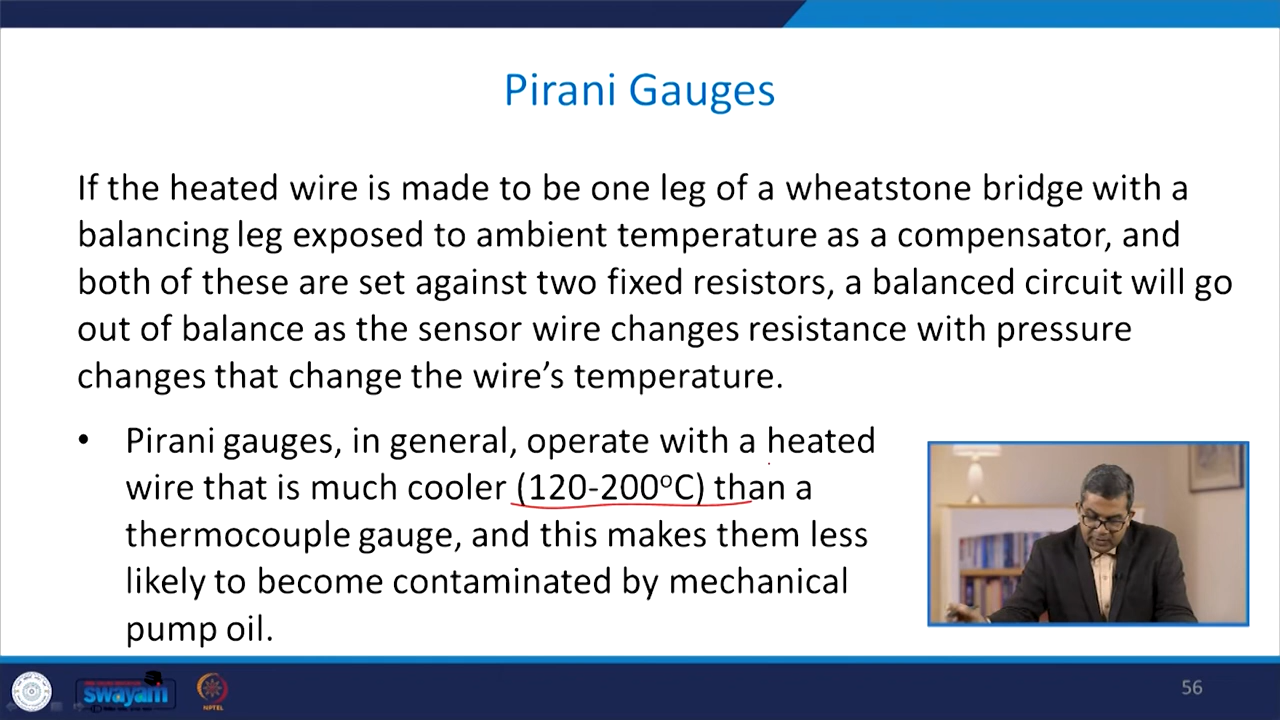 Pirani Gauges
If the heated wire is made to be one leg of a wheatstone bridge with a
balancing leg exposed to ambient temperature as a compensator, and
both of these are set against two fixed resistors, a balanced circuit will go
out of balance as the sensor wire changes resistance with pressure
changes that change the wire’s temperature.
• Pirani gauges, in general, operate with a heated
wire that is much cooler (120-200°C) than a
thermocouple gauge, and this makes them less
likely to become contaminated by mechanical
pump oil.
swayam
NPTEL
56